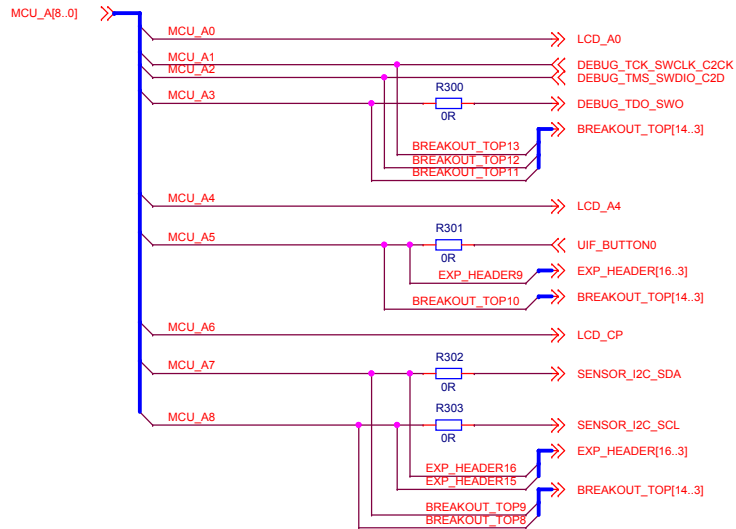 MCU_A[8..0]
MCU_A0
LCD_A0
MCU_A1
DEBUG_TCK_SWCLK_C2CK
MCU_A2
DEBUG_TMS_SWDIO_C2D
R300
MCU_A3
DEBUG_TDO_SWO
0R
BREAKOUT_TOP[14..3]
BREAKOUT_TOP13
BREAKOUT_TOP12
BREAKOUT_TOP11
MCU_A4
LCD_A4
R301
MCU_A5
UIF_BUTTON0
0R
EXP_HEADER9
EXP_HEADER[16..3]
BREAKOUT_TOP10
BREAKOUT_TOP[14..3]
MCU_A6
LCD_CP
R302
MCU_A7
SENSOR_I2C_SDA
0R
R303
MCU_A8
SENSOR_I2C_SCL
0R
EXP_HEADER[16..3]
EXP_HEADER16
EXP_HEADER15
BREAKOUT_TOP[14..3]
BREAKOUT_TOP9
BREAKOUT_TOP8